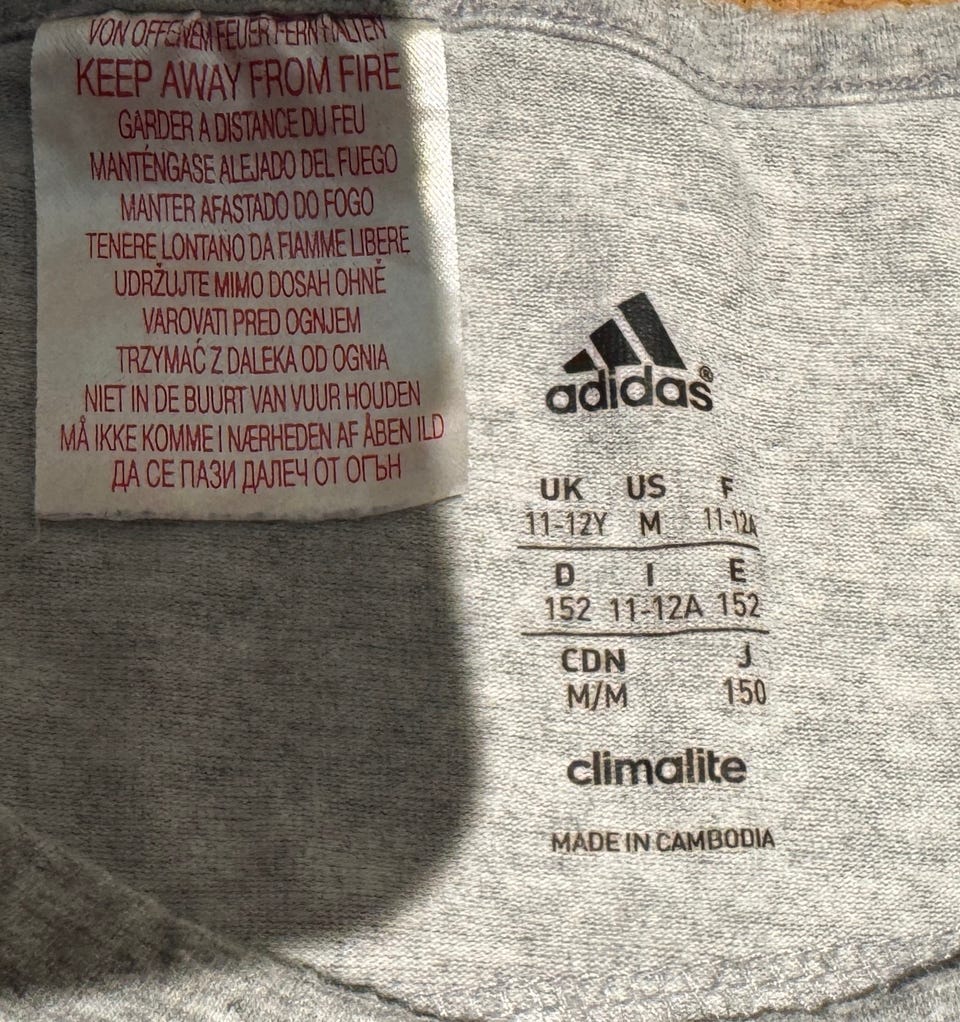 VON OFFENEM FEUER FERNHALTEN
KEEP AWAY FROM FIRE
GARDER A DISTANCE DU FEU
MANTÉNGASE ALEJADO DEL FUEGO
MANTER AFASTADO DO FOGO
TENERE LONTANO DA FIAMME LIBERE
UDRŽUJTE MIMO DOSAH OHNĚ
VAROVATI PRED OGNJEM
TRZYMAĆ Z DALEKA OD OGNIA
NIET IN DE BUURT VAN VUUR HOUDEN
MÅ IKKE KOMME I NÆRHEDEN AF ÅBEN ILD
ДА СЕ ПАЗИ ДАЛЕЧ ОТ ОГЪН
adidas®
UK US F
11-12Y M 11-12A
D I E
152 11-12A 152
CDN J
M/M 150
climalite
MADE IN CAMBODIA